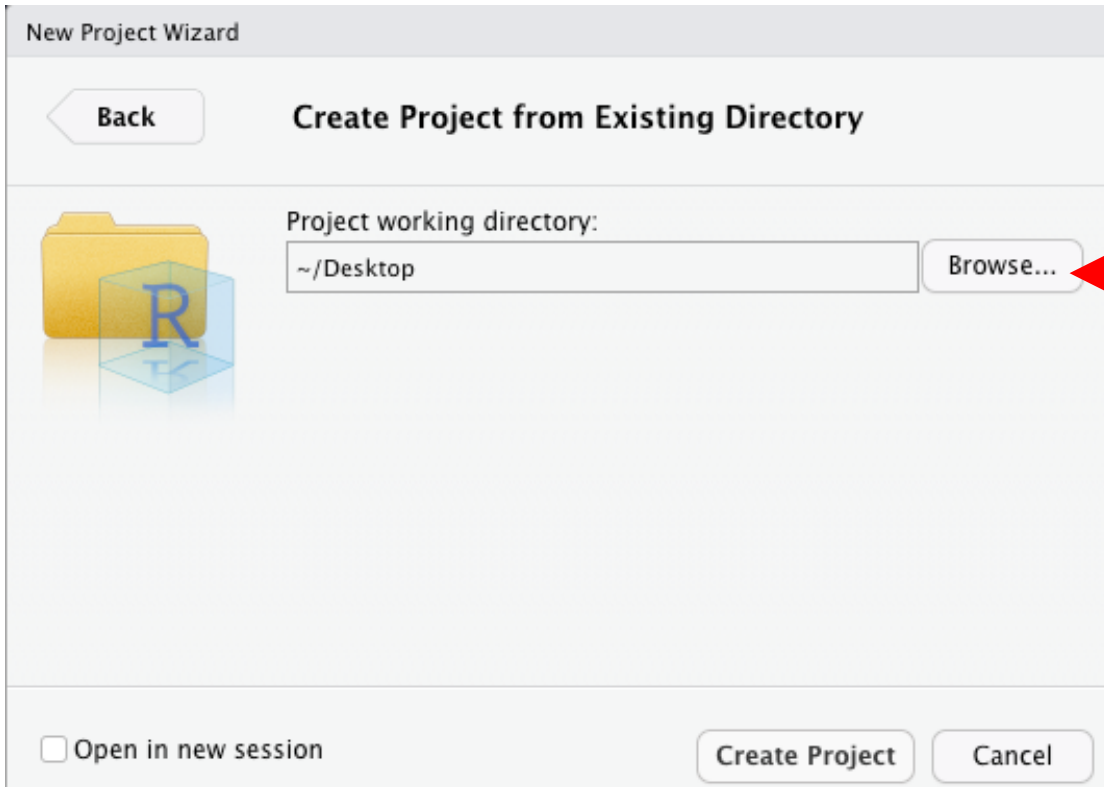 New Project Wizard
Back
Create Project from Existing Directory
Project working directory:
~/Desktop
Browse...
R
Open in new session
Create Project
Cancel